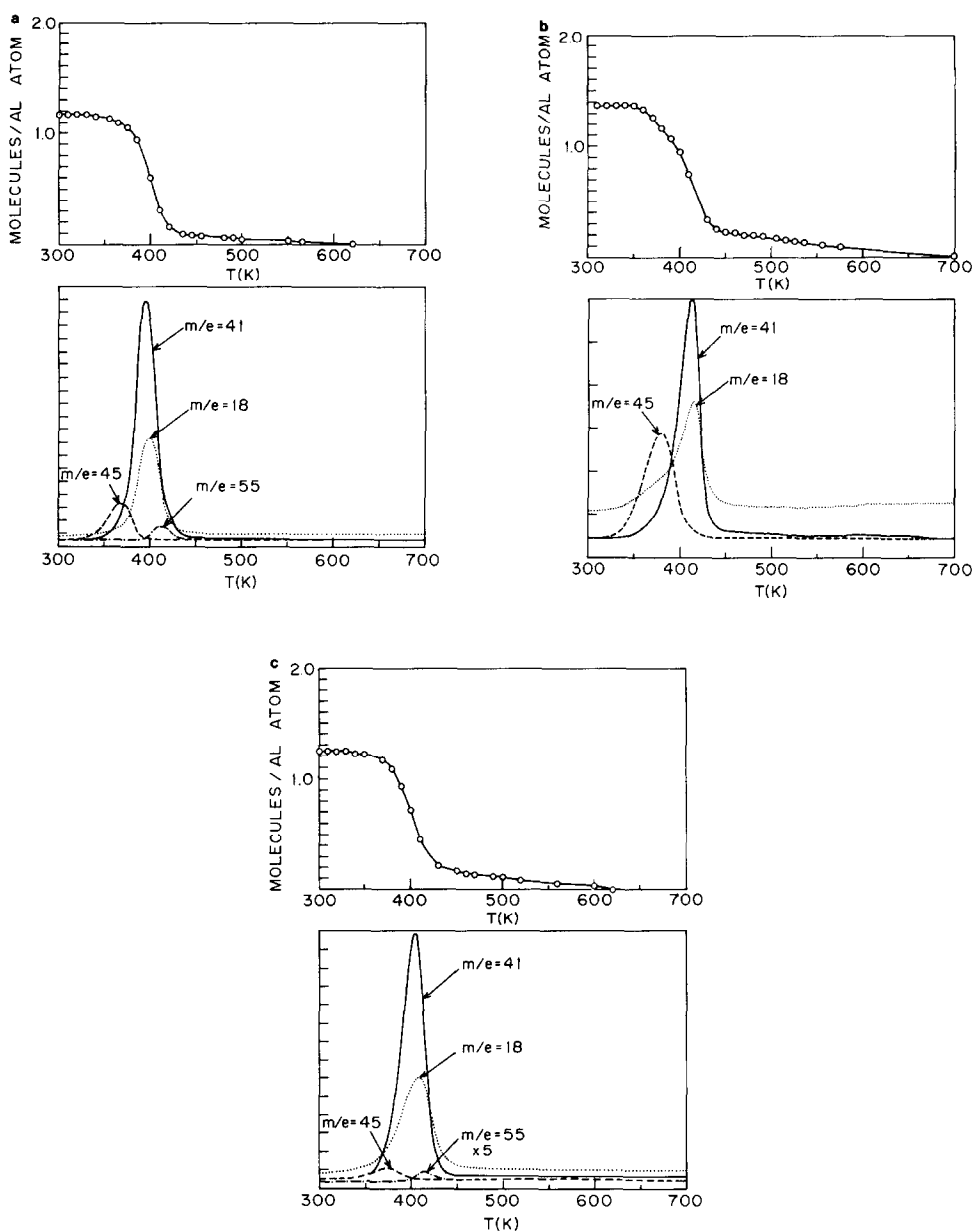 a
MOLECULES/AL ATOM
2.0
1.0
300 400 500 600 700
T(K)
m/e=41
m/e=18
m/e=45
m/e=55
300 400 500 600 700
T(K)
b
MOLECULES/AL ATOM
2.0
1.0
300 400 500 600 700
T(K)
m/e=41
m/e=18
m/e=45
300 400 500 600 700
T(K)
c
MOLECULES / AL ATOM
2.0
1.0
300 400 500 600 700
T(K)
m/e=41
m/e=18
m/e=45
m/e=55
x5
300 400 500 600 700
T(K)